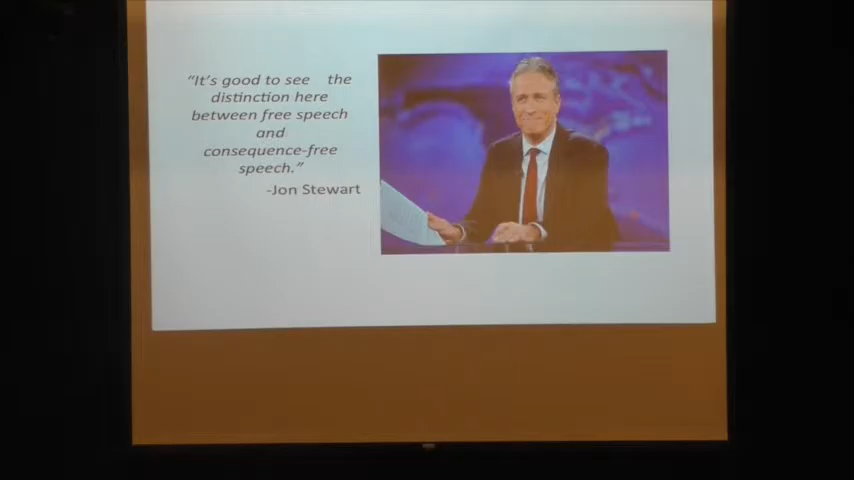 “It’s good to see the
distinction here
between free speech
and
consequence-free
speech.”
-Jon Stewart